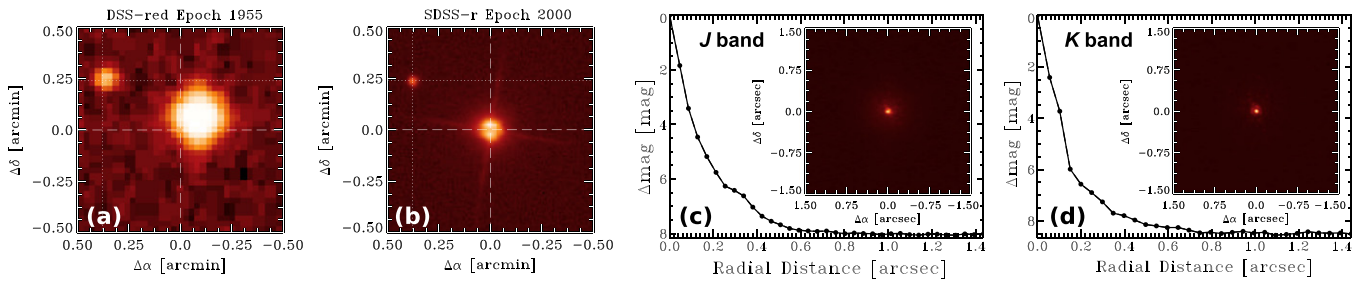 DSS-red Epoch 1955
0.50
0.25
0.0
−0.25
−0.50
Δδ [arcmin]
(a)
0.50 0.25 0.0 −0.25 −0.50
Δα [arcmin]
SDSS-r Epoch 2000
0.50
0.25
0.0
−0.25
−0.50
Δδ [arcmin]
(b)
0.50 0.25 0.0 −0.25 −0.50
Δα [arcmin]
0
2
4
6
8
Δmag [mag]
J band
1.50
0.75
0.0
−0.75
−1.50
Δδ [arcsec]
1.50 0.75 0.0 −0.75 −1.50
Δα [arcsec]
(c)
0.0 0.2 0.4 0.6 0.8 1.0 1.2 1.4
Radial Distance [arcsec]
0
2
4
6
8
Δmag [mag]
K band
1.50
0.75
0.0
−0.75
−1.50
Δδ [arcsec]
1.50 0.75 0.0 −0.75 −1.50
Δα [arcsec]
(d)
0.0 0.2 0.4 0.6 0.8 1.0 1.2 1.4
Radial Distance [arcsec]